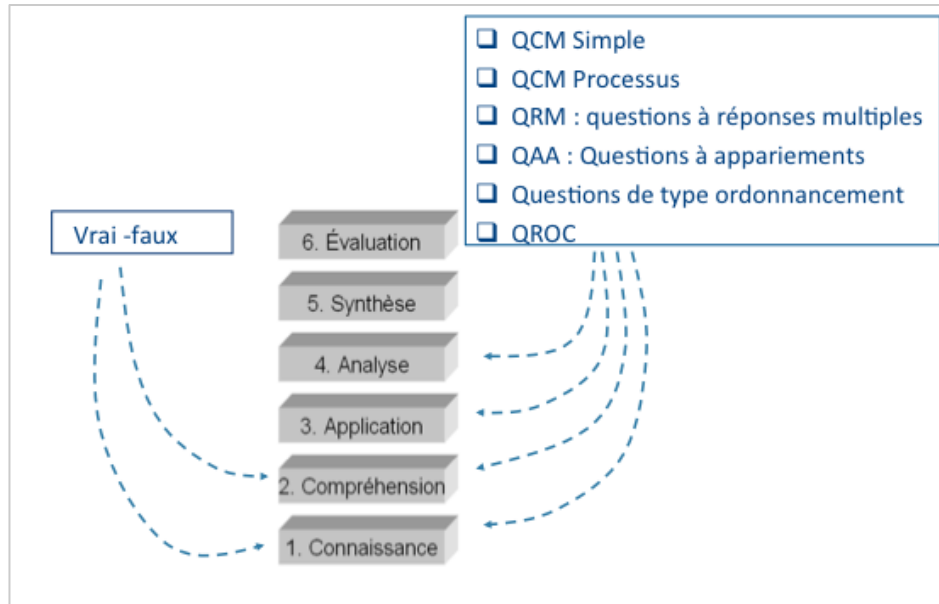 ❑ QCM Simple
❑ QCM Processus
❑ QRM : questions à réponses multiples
❑ QAA : Questions à appariements
❑ Questions de type ordonnancement
❑ QROC
Vrai -faux
6. Évaluation
5. Synthèse
4. Analyse
3. Application
2. Compréhension
1. Connaissance